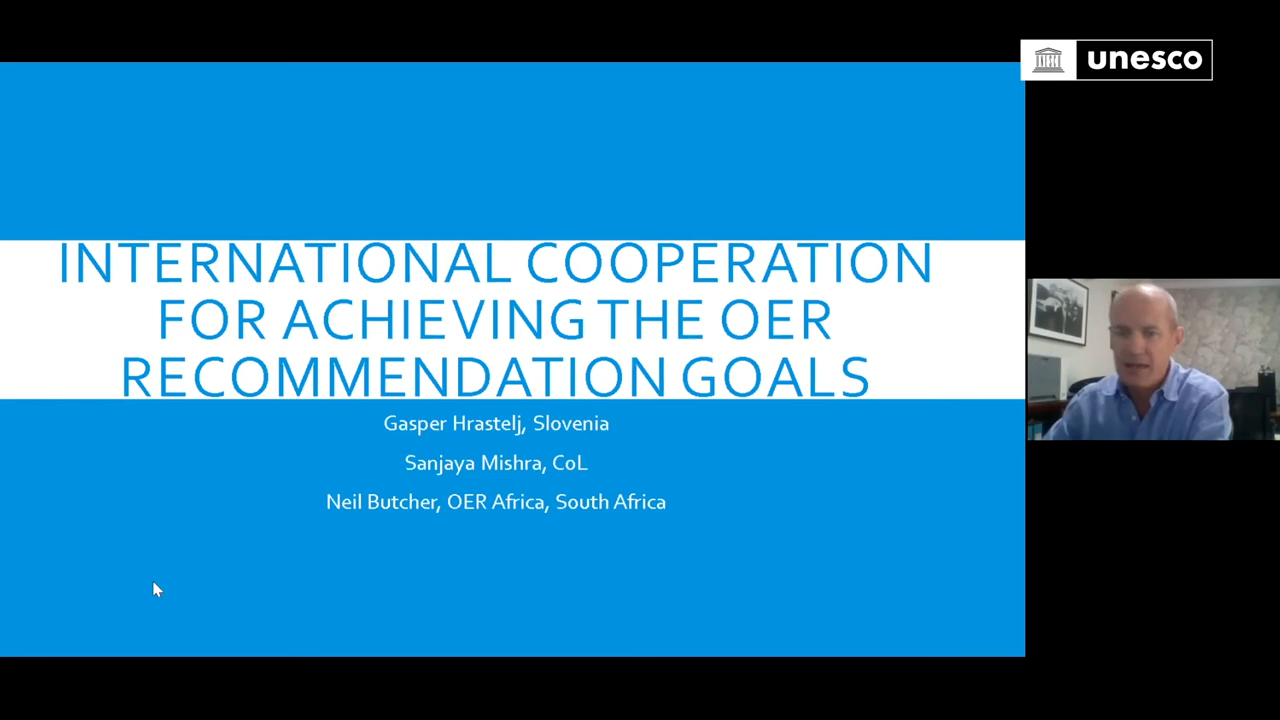 unesco
INTERNATIONAL COOPERATION
FOR ACHIEVING THE OER
RECOMMENDATION GOALS
Gasper Hrastelj, Slovenia
Sanjaya Mishra, CoL
Neil Butcher, OER Africa, South Africa